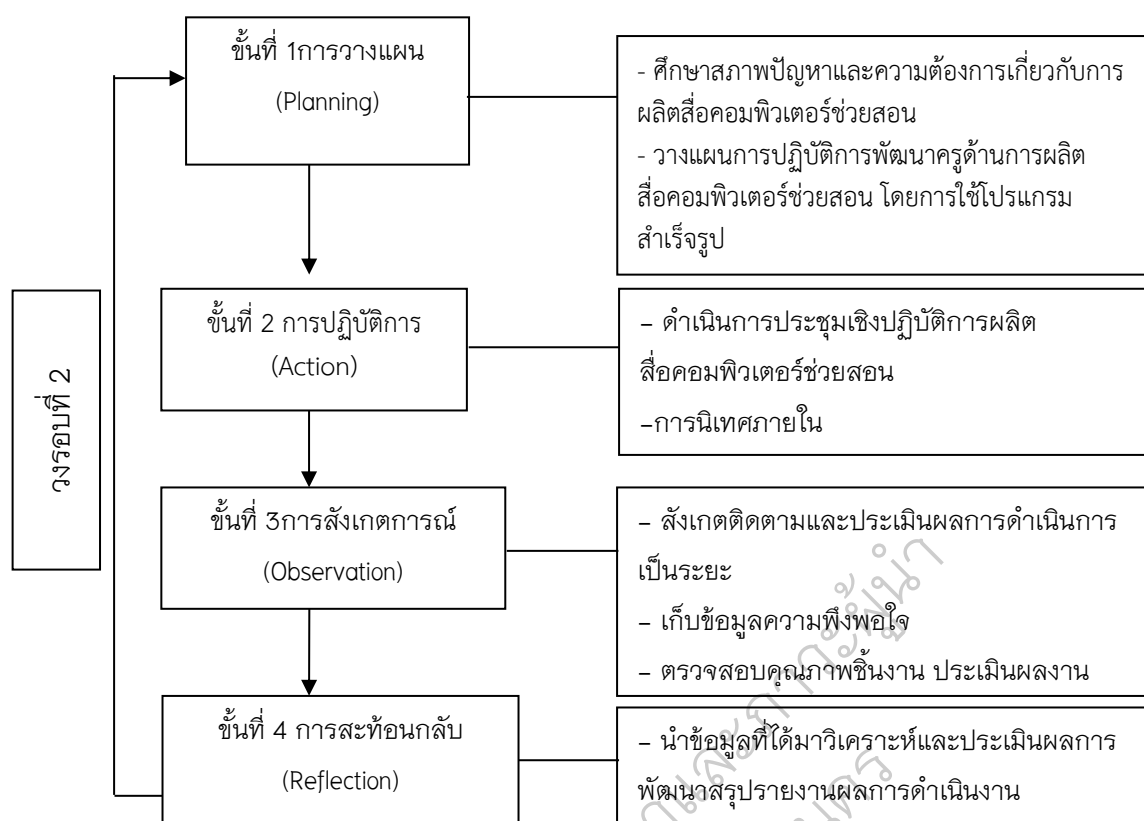 ขั้นที่ 1การวางแผน
(Planning)
- ศึกษาสภาพปัญหาและความต้องการเกี่ยวกับการ
ผลิตสื่อคอมพิวเตอร์ช่วยสอน
- วางแผนการปฏิบัติการพัฒนาครูด้านการผลิต
สื่อคอมพิวเตอร์ช่วยสอน โดยการใช้โปรแกรม
สำเร็จรูป
วงรอบที่ 2
ขั้นที่ 2 การปฏิบัติการ
(Action)
– ดำเนินการประชุมเชิงปฏิบัติการผลิต
สื่อคอมพิวเตอร์ช่วยสอน
–การนิเทศภายใน
ขั้นที่ 3การสังเกตการณ์
(Observation)
– สังเกตติดตามและประเมินผลการดำเนินการ
เป็นระยะ
– เก็บข้อมูลความพึงพอใจ
– ตรวจสอบคุณภาพชิ้นงาน ประเมินผลงาน
ขั้นที่ 4 การสะท้อนกลับ
(Reflection)
– นำข้อมูลที่ได้มาวิเคราะห์และประเมินผลการ
พัฒนาสรุปรายงานผลการดำเนินงาน